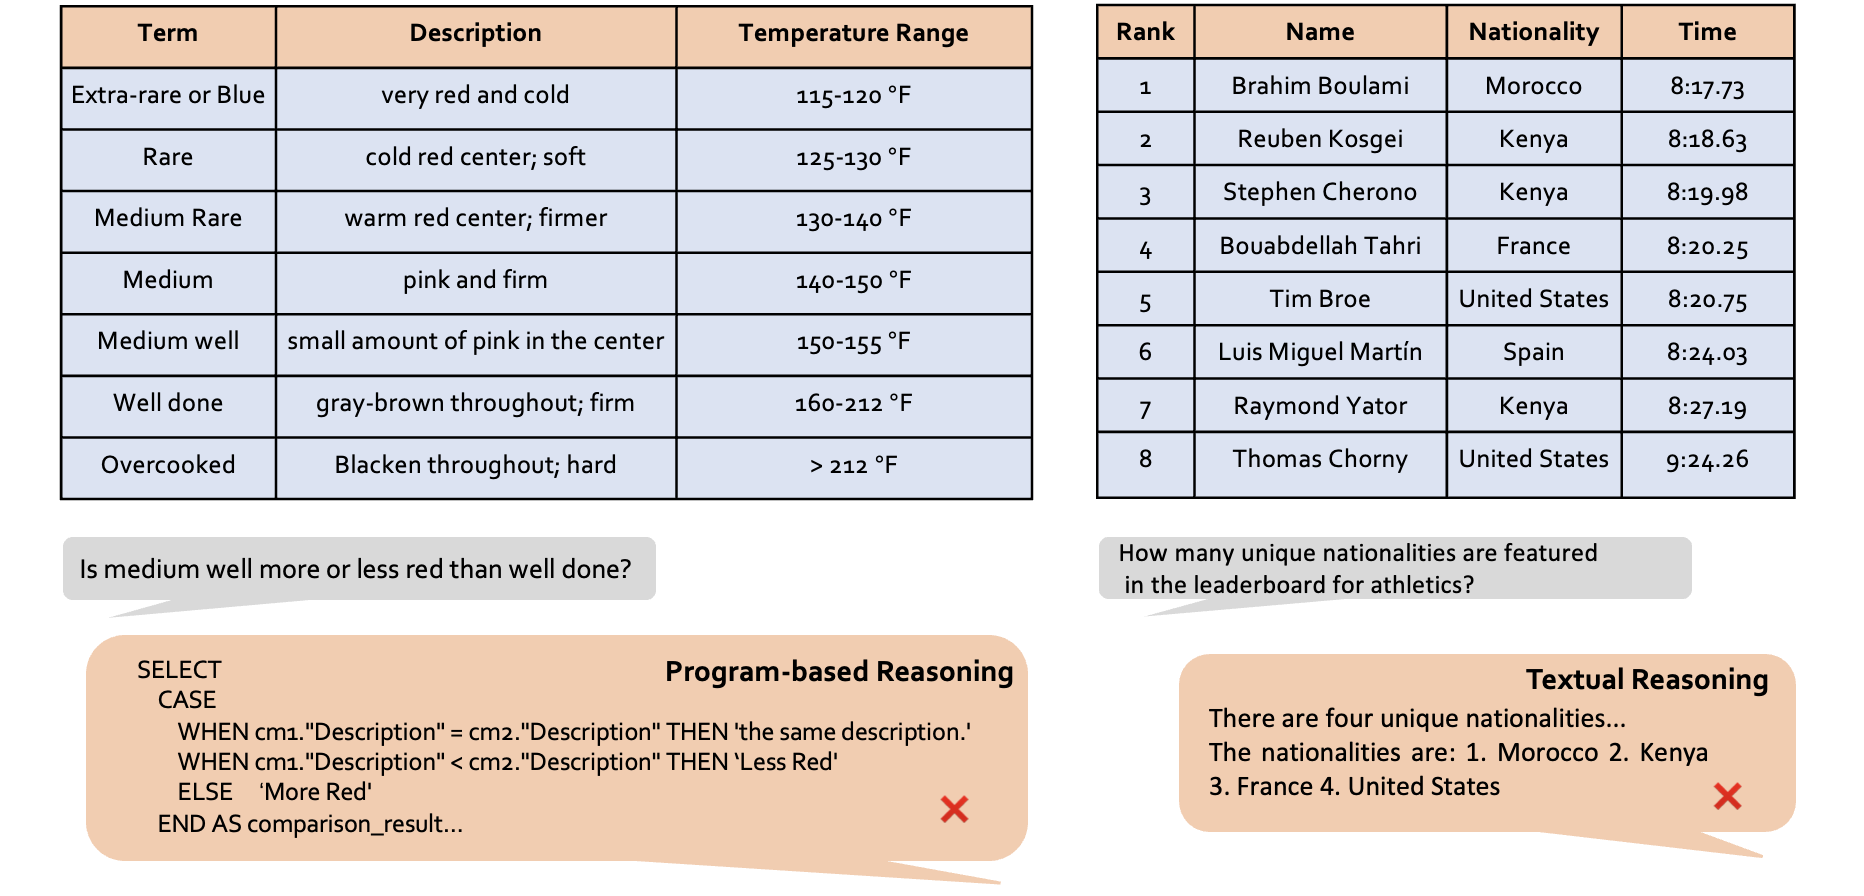 Term Description Temperature Range
Extra-rare or Blue very red and cold 115-120 °F
Rare cold red center; soft 125-130 °F
Medium Rare warm red center; firmer 130-140 °F
Medium pink and firm 140-150 °F
Medium well small amount of pink in the center 150-155 °F
Well done gray-brown throughout; firm 160-212 °F
Overcooked Blacken throughout; hard > 212 °F
Is medium well more or less red than well done?
Program-based Reasoning
SELECT
CASE
WHEN cm1."Description" = cm2."Description" THEN 'the same description.'
WHEN cm1."Description" < cm2."Description" THEN ‘Less Red'
ELSE ‘More Red'
END AS comparison_result...
Rank Name Nationality Time
1 Brahim Boulami Morocco 8:17.73
2 Reuben Kosgei Kenya 8:18.63
3 Stephen Cherono Kenya 8:19.98
4 Bouabdellah Tahri France 8:20.25
5 Tim Broe United States 8:20.75
6 Luis Miguel Martín Spain 8:24.03
7 Raymond Yator Kenya 8:27.19
8 Thomas Chorny United States 9:24.26
How many unique nationalities are featured
in the leaderboard for athletics?
Textual Reasoning
There are four unique nationalities...
The nationalities are: 1. Morocco 2. Kenya
3. France 4. United States